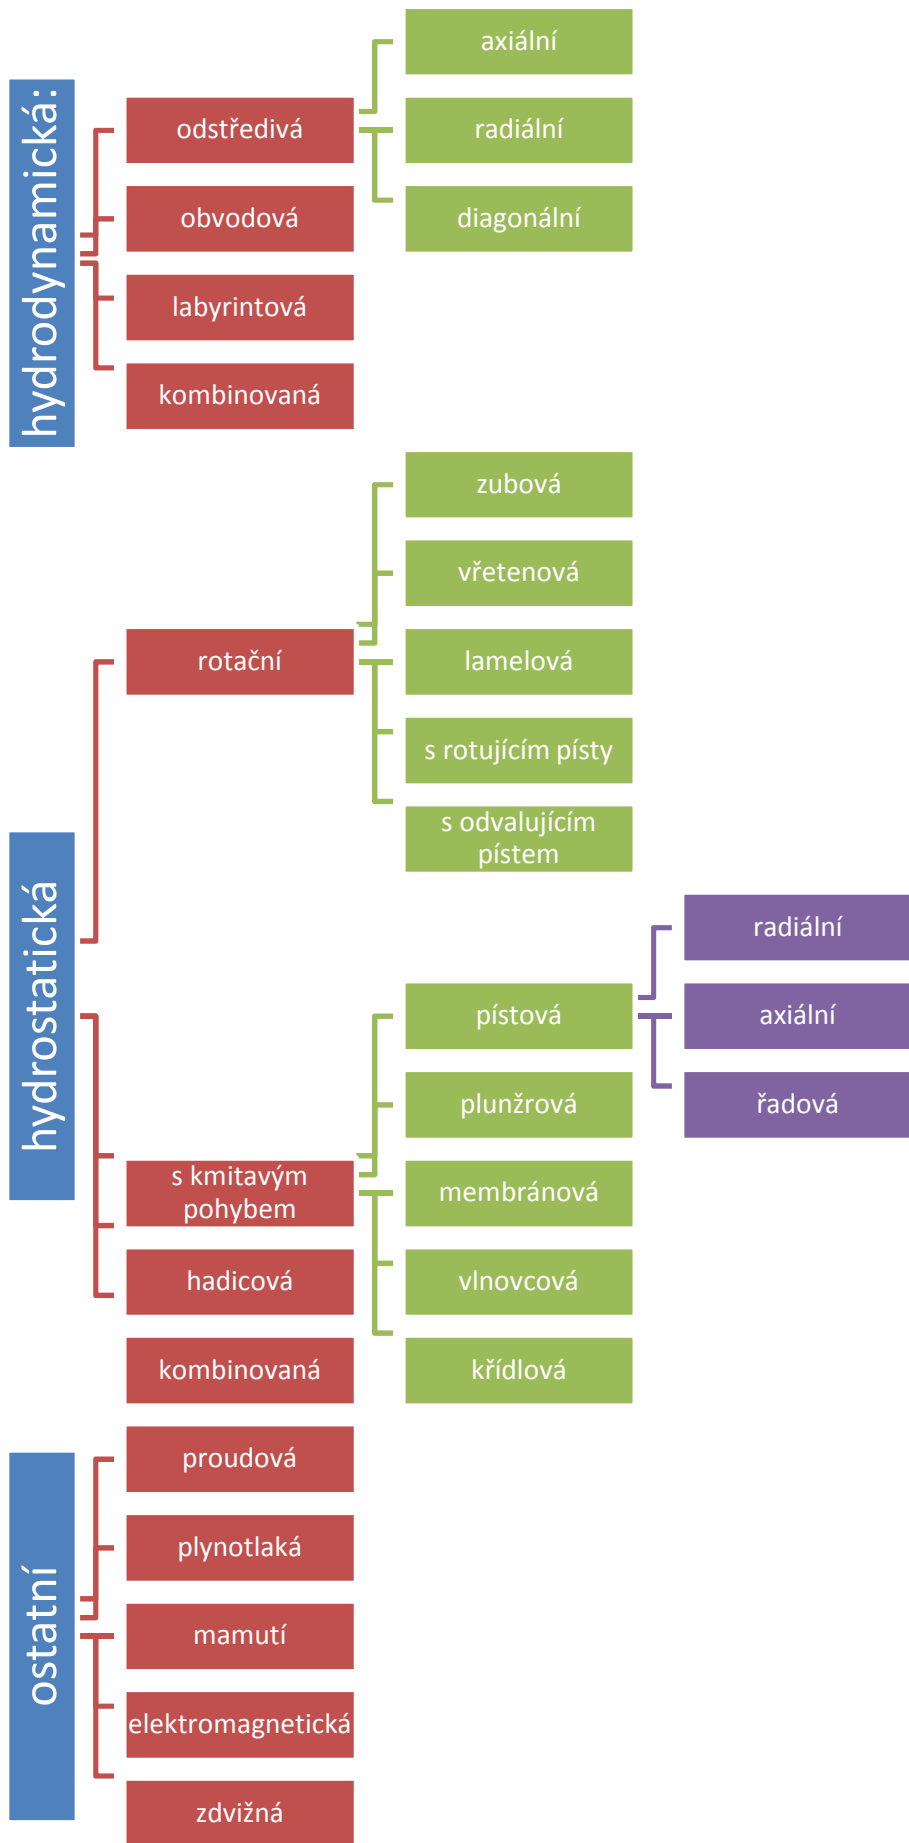 hydrodynamická:
odstředivá
axiální
radiální
diagonální
obvodová
labyrintová
kombinovaná
hydrostatická
rotační
zubová
vřetenová
lamelová
s rotujícím písty
s odvalujícím
pístem
s kmitavým
pohybem
pístová
radiální
axiální
řadová
plunžrová
membránová
vlnovcová
křídlová
hadicová
kombinovaná
ostatní
proudová
plynotlaká
mamutí
elektromagnetická
zdvižná